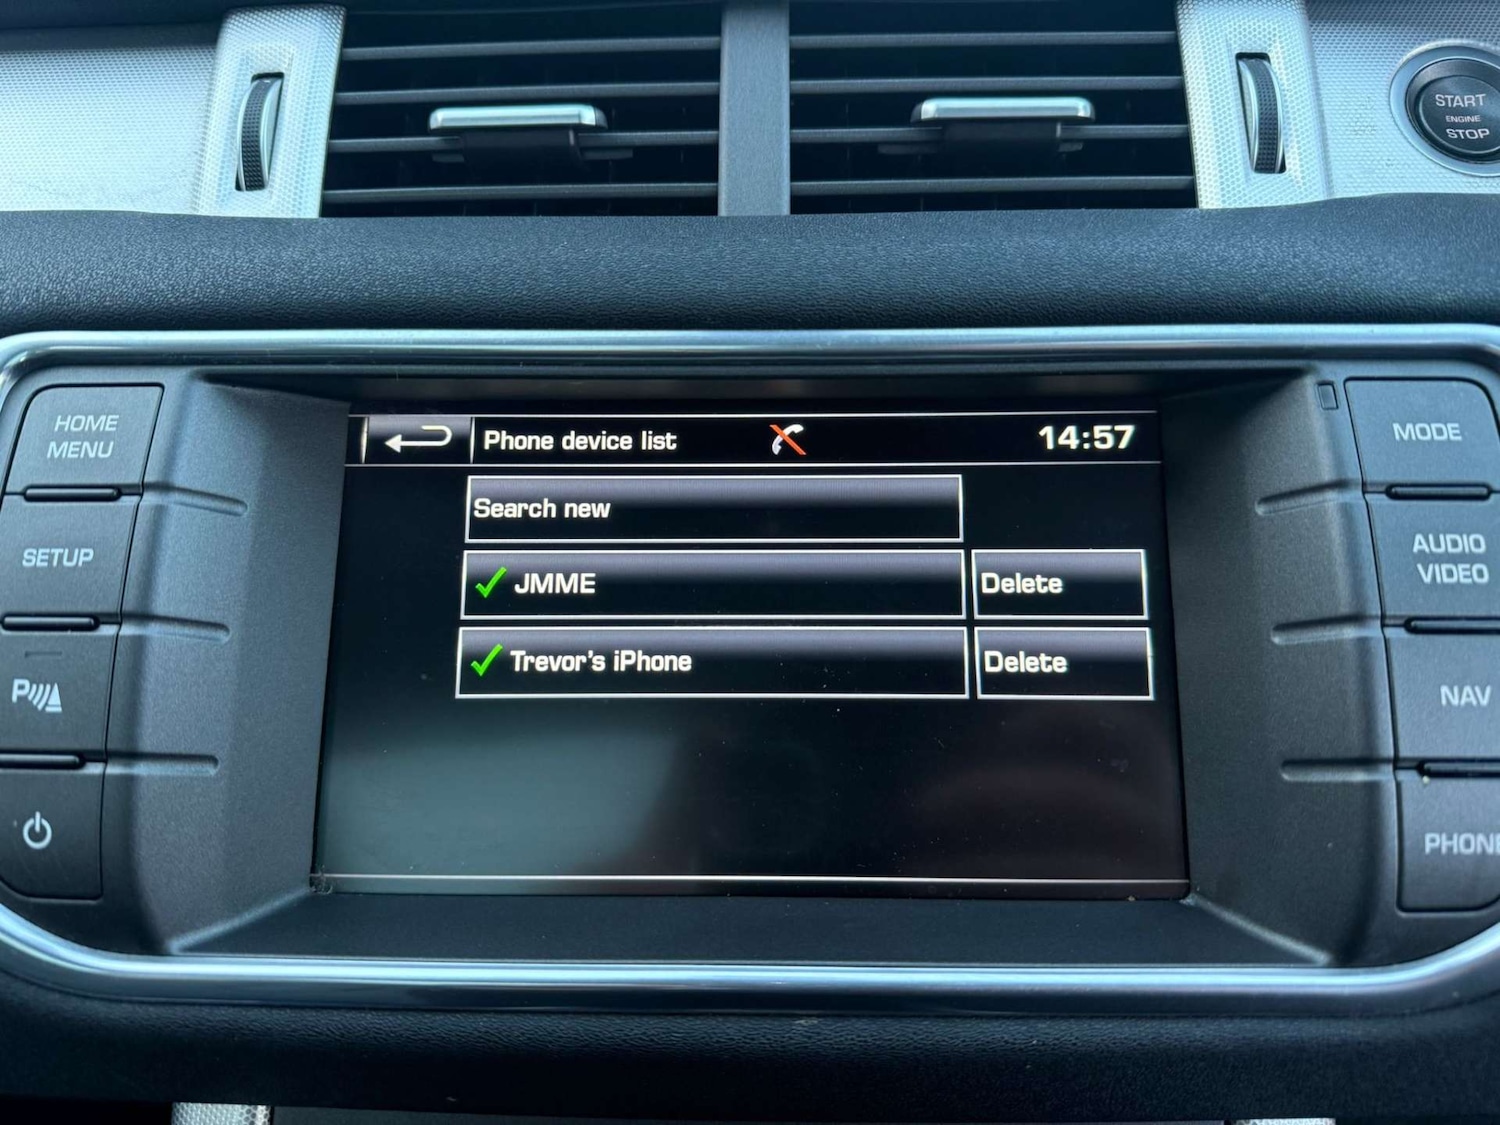 START
ENGINE
STOP
HOME
MENU
SETUP
P
Phone device list
14:57
Search new
JMME
Delete
Trevor's iPhone
Delete
MODE
AUDIO
VIDEO
NAV
PHONE